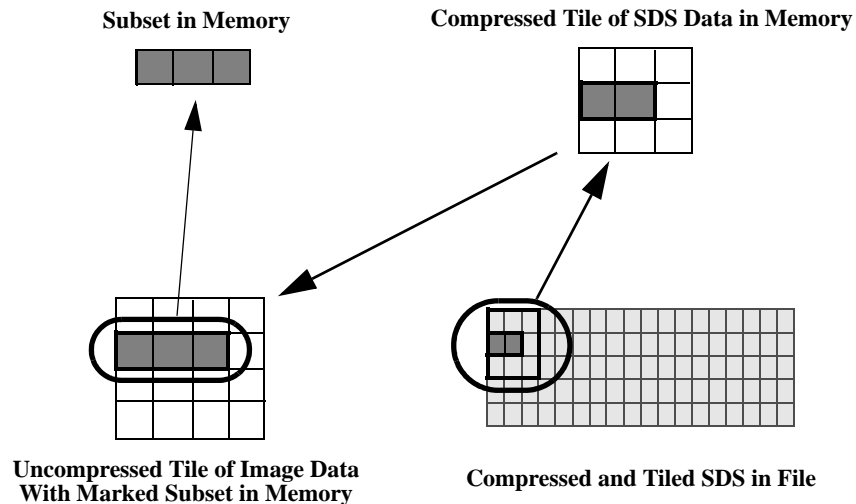 Subset in Memory
Compressed Tile of SDS Data in Memory
Uncompressed Tile of Image Data
With Marked Subset in Memory
Compressed and Tiled SDS in File